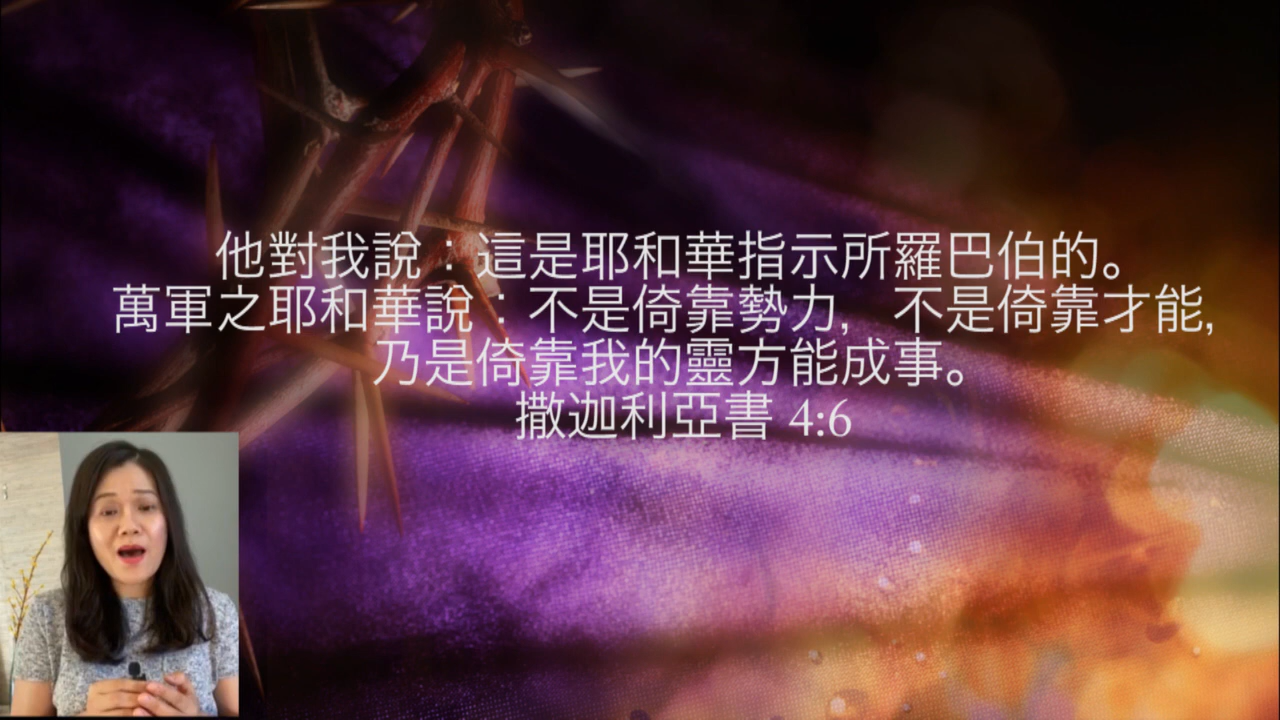 他對我說：這是耶和華指示所羅巴伯的。
萬軍之耶和華說：不是倚靠勢力，不是倚靠才能，
乃是倚靠我的靈方能成事。
撒迦利亞書 4:6